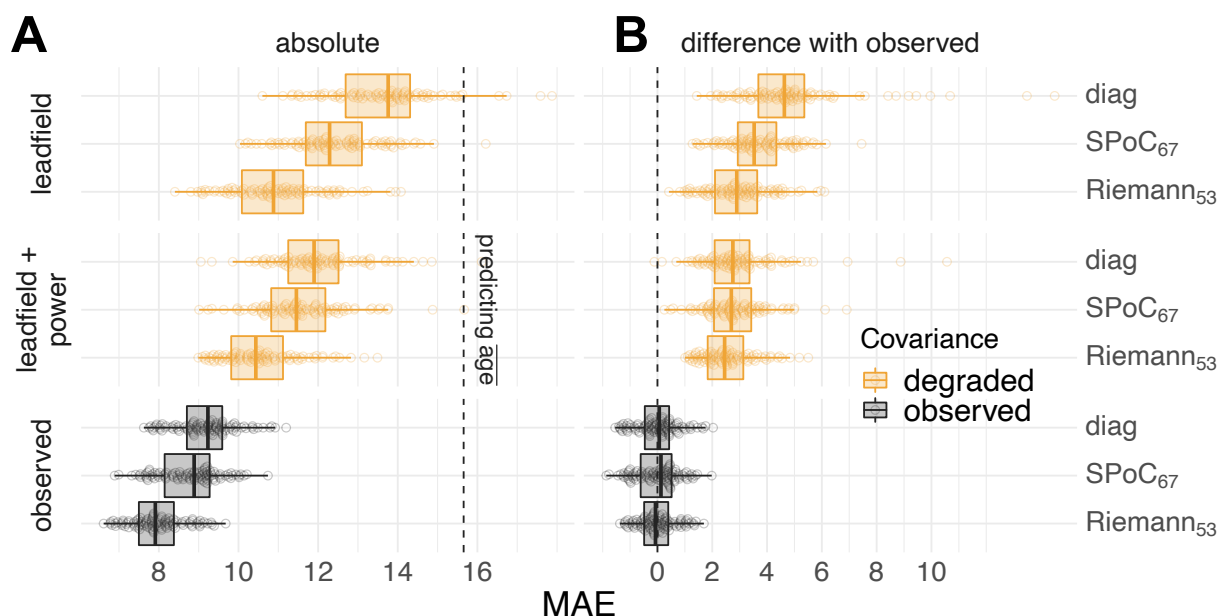 A
B
absolute
difference with observed
leadfield
diag
SPoC67
Riemann53
leadfield +
power
diag
SPoC67
Riemann53
predicting age
Covariance
degraded
observed
observed
diag
SPoC67
Riemann53
8 10 12 14 16
0 2 4 6 8 10
MAE